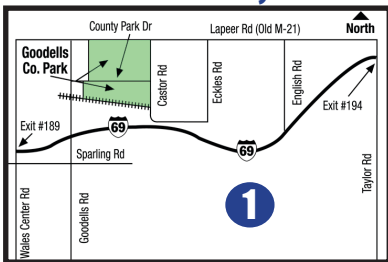 County Park Dr
Lapeer Rd (Old M-21)
North
Goodells
Co. Park
Castor Rd
Eckles Rd
English Rd
Exit #194
Exit #189
69
69
Sparling Rd
1
Wales Center Rd
Goodells Rd
Taylor Rd